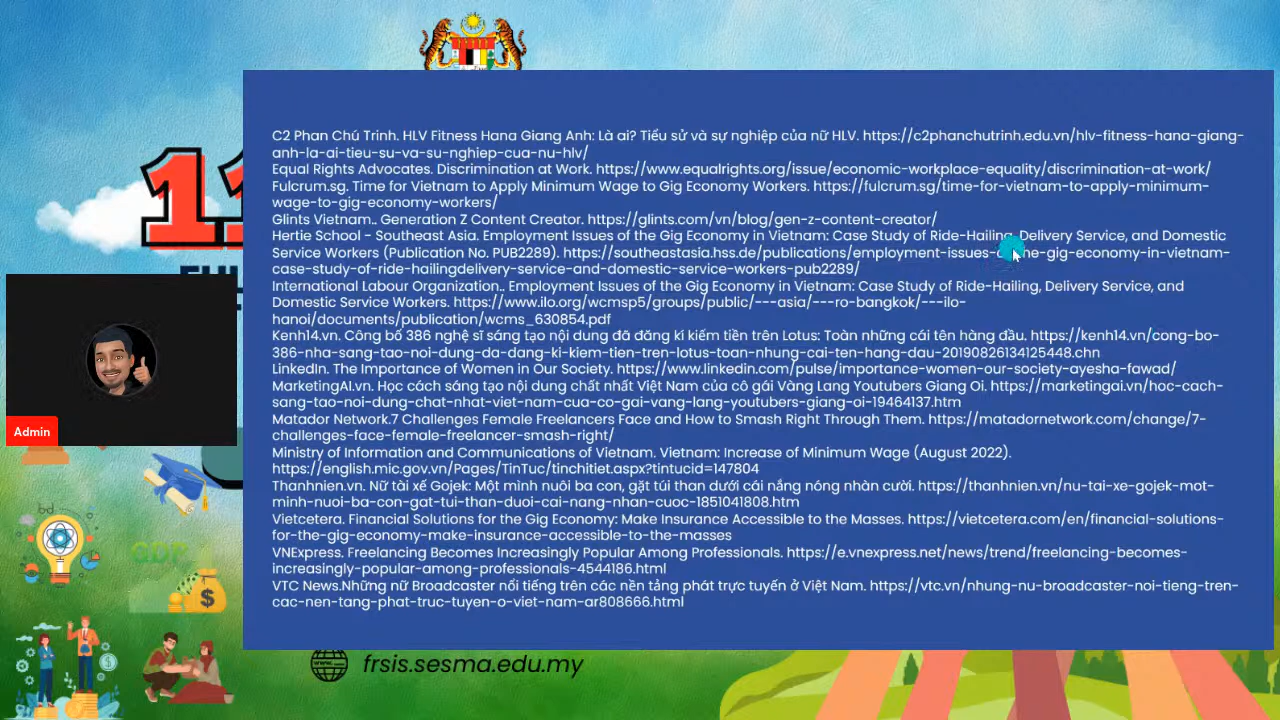 C2 Phan Chú Trinh. HLV Fitness Hana Giang Anh: Là ai? Tiểu sử và sự nghiệp của nữ HLV. https://c2phanchutrinh.edu.vn/hlv-fitness-hana-giang-
anh-la-ai-tieu-su-va-su-nghiep-cua-nu-hlv/
Equal Rights Advocates. Discrimination at Work. https://www.equalrights.org/issue/economic-workplace-equality/discrimination-at-work/
Fulcrum.sg. Time for Vietnam to Apply Minimum Wage to Gig Economy Workers. https://fulcrum.sg/time-for-vietnam-to-apply-minimum-
wage-to-gig-economy-workers/
Glints Vietnam.. Generation Z Content Creator. https://glints.com/vn/blog/gen-z-content-creator/
Hertie School - Southeast Asia. Employment Issues of the Gig Economy in Vietnam: Case Study of Ride-Hailing, Delivery Service, and Domestic
Service Workers (Publication No. PUB2289). https://southeastasia.hss.de/publications/employment-issues-of-the-gig-economy-in-vietnam-
case-study-of-ride-hailingdelivery-service-and-domestic-service-workers-pub2289/
International Labour Organization.. Employment Issues of the Gig Economy in Vietnam: Case Study of Ride-Hailing, Delivery Service, and
Domestic Service Workers. https://www.ilo.org/wcmsp5/groups/public/---asia/---ro-bangkok/---ilo-
hanoi/documents/publication/wcms_630854.pdf
Kenh14.vn. Công bố 386 nghệ sĩ sáng tạo nội dung đã đăng kí kiếm tiền trên Lotus: Toàn những cái tên hàng đầu. https://kenh14.vn/cong-bo-
386-nha-sang-tao-noi-dung-da-dang-ki-kiem-tien-tren-lotus-toan-nhung-cai-ten-hang-dau-20190826134125448.chn
LinkedIn. The Importance of Women in Our Society. https://www.linkedin.com/pulse/importance-women-our-society-ayesha-fawad/
MarketingAI.vn. Học cách sáng tạo nội dung chất nhất Việt Nam của cô gái Vàng Lang Youtubers Giang Oi. https://marketingai.vn/hoc-cach-
sang-tao-noi-dung-chat-nhat-viet-nam-cua-co-gai-vang-lang-youtubers-giang-oi-19464137.htm
Matador Network.7 Challenges Female Freelancers Face and How to Smash Right Through Them. https://matadornetwork.com/change/7-
challenges-face-female-freelancer-smash-right/
Ministry of Information and Communications of Vietnam. Vietnam: Increase of Minimum Wage (August 2022).
https://english.mic.gov.vn/Pages/TinTuc/tinchitiet.aspx?tintucid=147804
Thanhnien.vn. Nữ tài xế Gojek: Một mình nuôi ba con, gặt túi than dưới cái nắng nóng nhàn cười. https://thanhnien.vn/nu-tai-xe-gojek-mot-
minh-nuoi-ba-con-gat-tui-than-duoi-cai-nang-nhan-cuoc-1851041808.htm
Vietcetera. Financial Solutions for the Gig Economy: Make Insurance Accessible to the Masses. https://vietcetera.com/en/financial-solutions-
for-the-gig-economy-make-insurance-accessible-to-the-masses
VNExpress. Freelancing Becomes Increasingly Popular Among Professionals. https://e.vnexpress.net/news/trend/freelancing-becomes-
increasingly-popular-among-professionals-4544186.html
VTC News.Những nữ Broadcaster nổi tiếng trên các nền tảng phát trực tuyến ở Việt Nam. https://vtc.vn/nhung-nu-broadcaster-noi-tieng-tren-
cac-nen-tang-phat-truc-tuyen-o-viet-nam-ar808666.html
Admin
GDP
frsis.sesma.edu.my